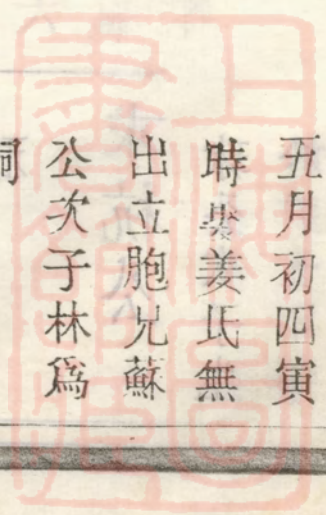 五月初四寅
時娶姜氏無
出立胞兄蘇
公次子林爲
嗣